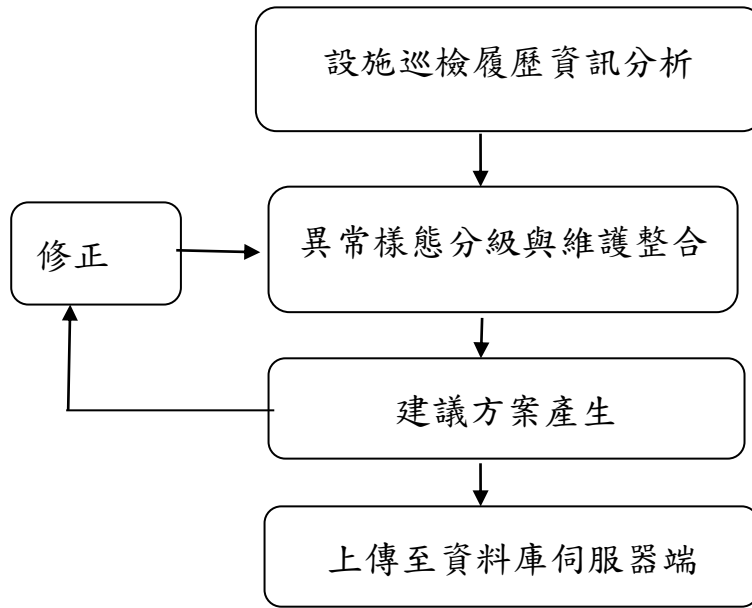 設施巡檢履歷資訊分析
異常樣態分級與維護整合
修正
建議方案產生
上傳至資料庫伺服器端